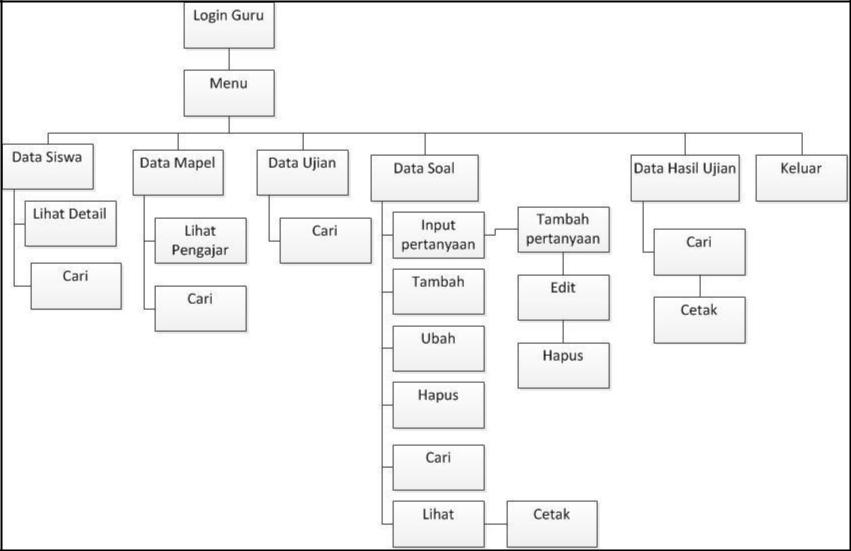 Login Guru
Menu
Data Siswa
Data Mapel
Data Ujian
Data Soal
Data Hasil Ujian
Keluar
Lihat Detail
Cari
Lihat
Pengajar
Cari
Cari
Input
pertanyaan
Tambah
pertanyaan
Edit
Hapus
Tambah
Ubah
Hapus
Cari
Lihat
Cetak
Cari
Cetak